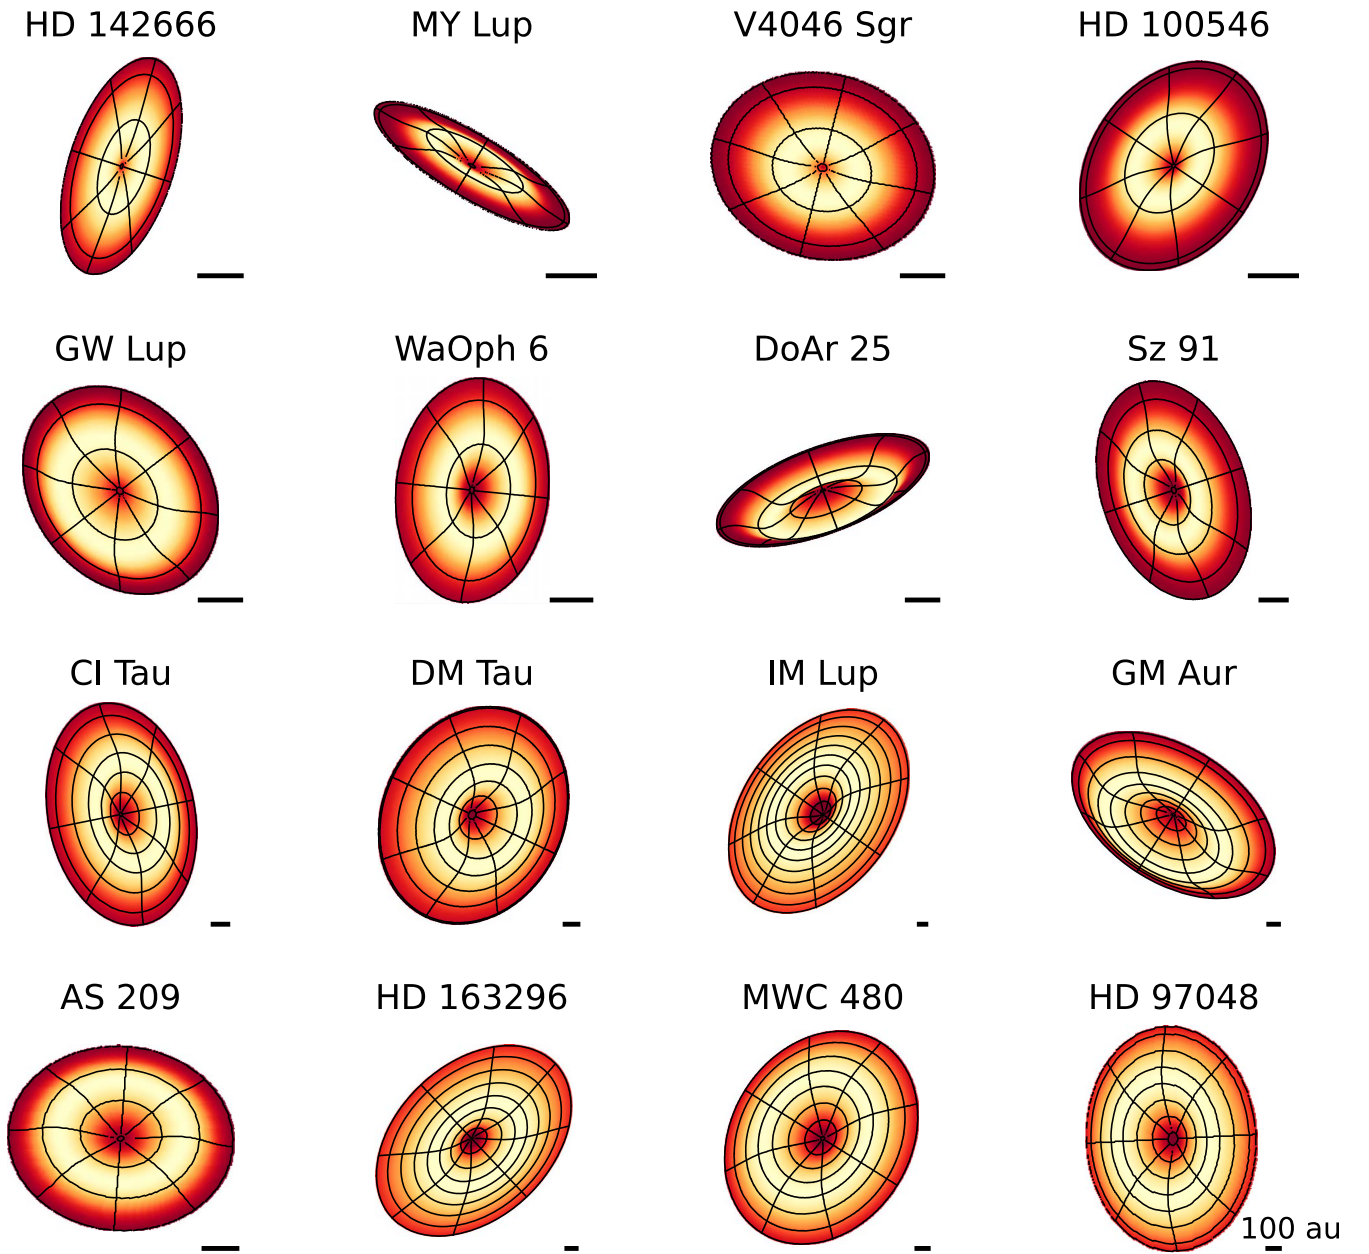 HD 142666
MY Lup
V4046 Sgr
HD 100546
GW Lup
WaOph 6
DoAr 25
Sz 91
CI Tau
DM Tau
IM Lup
GM Aur
AS 209
HD 163296
MWC 480
HD 97048
100 au